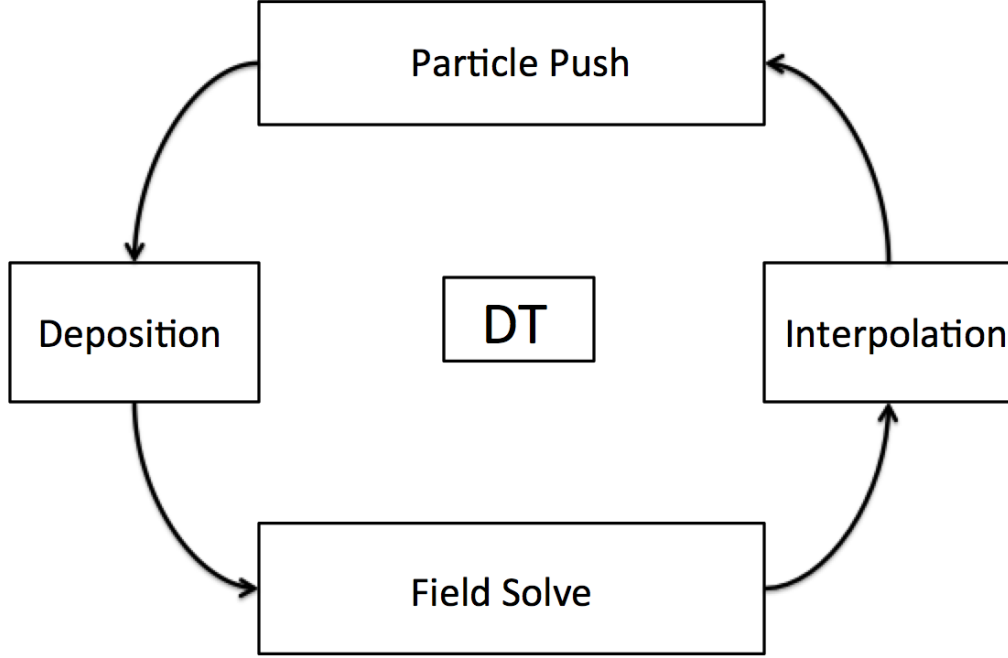 Particle Push
Deposition
DT
Interpolation
Field Solve